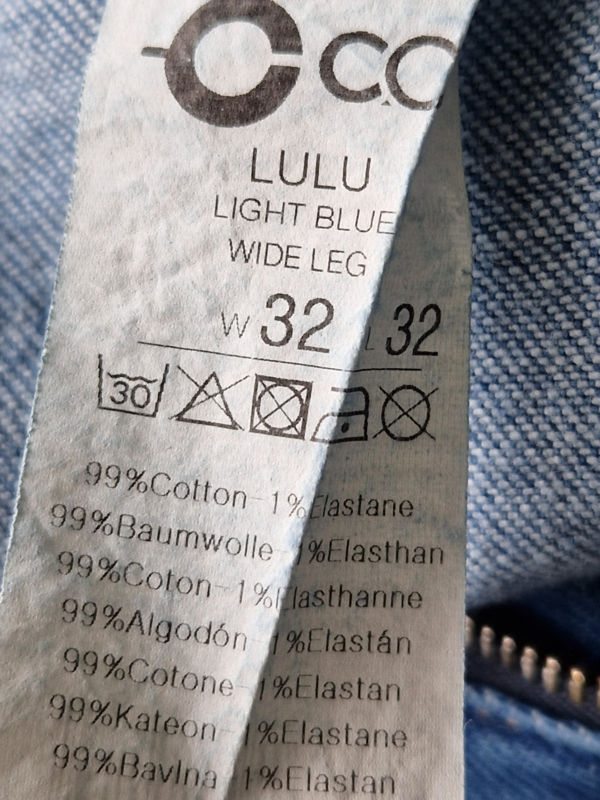 LULU
LIGHT BLUE
WIDE LEG
W 32 L 32
30
99%Cotton-1%Elastane
99%Baumwolle 1%Elasthan
99%Coton-1%Elasthanne
99%Algodón-1%Elastán
99%Cotone-1%Elastan
99%Kateon-1%Elastane
99%Bavlna 1%Elastan